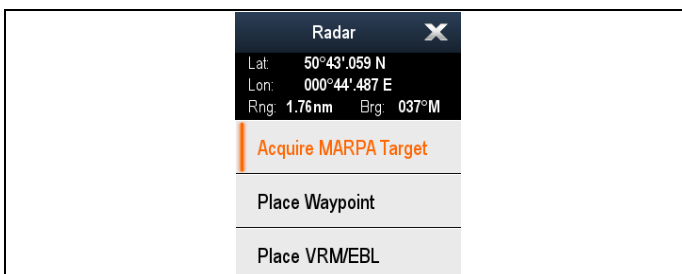 Radar X
Lat: 50°43'.059 N
Lon: 000°44'.487 E
Rng: 1.76nm Brg: 037°M
Acquire MARPA Target
Place Waypoint
Place VRM/EBL